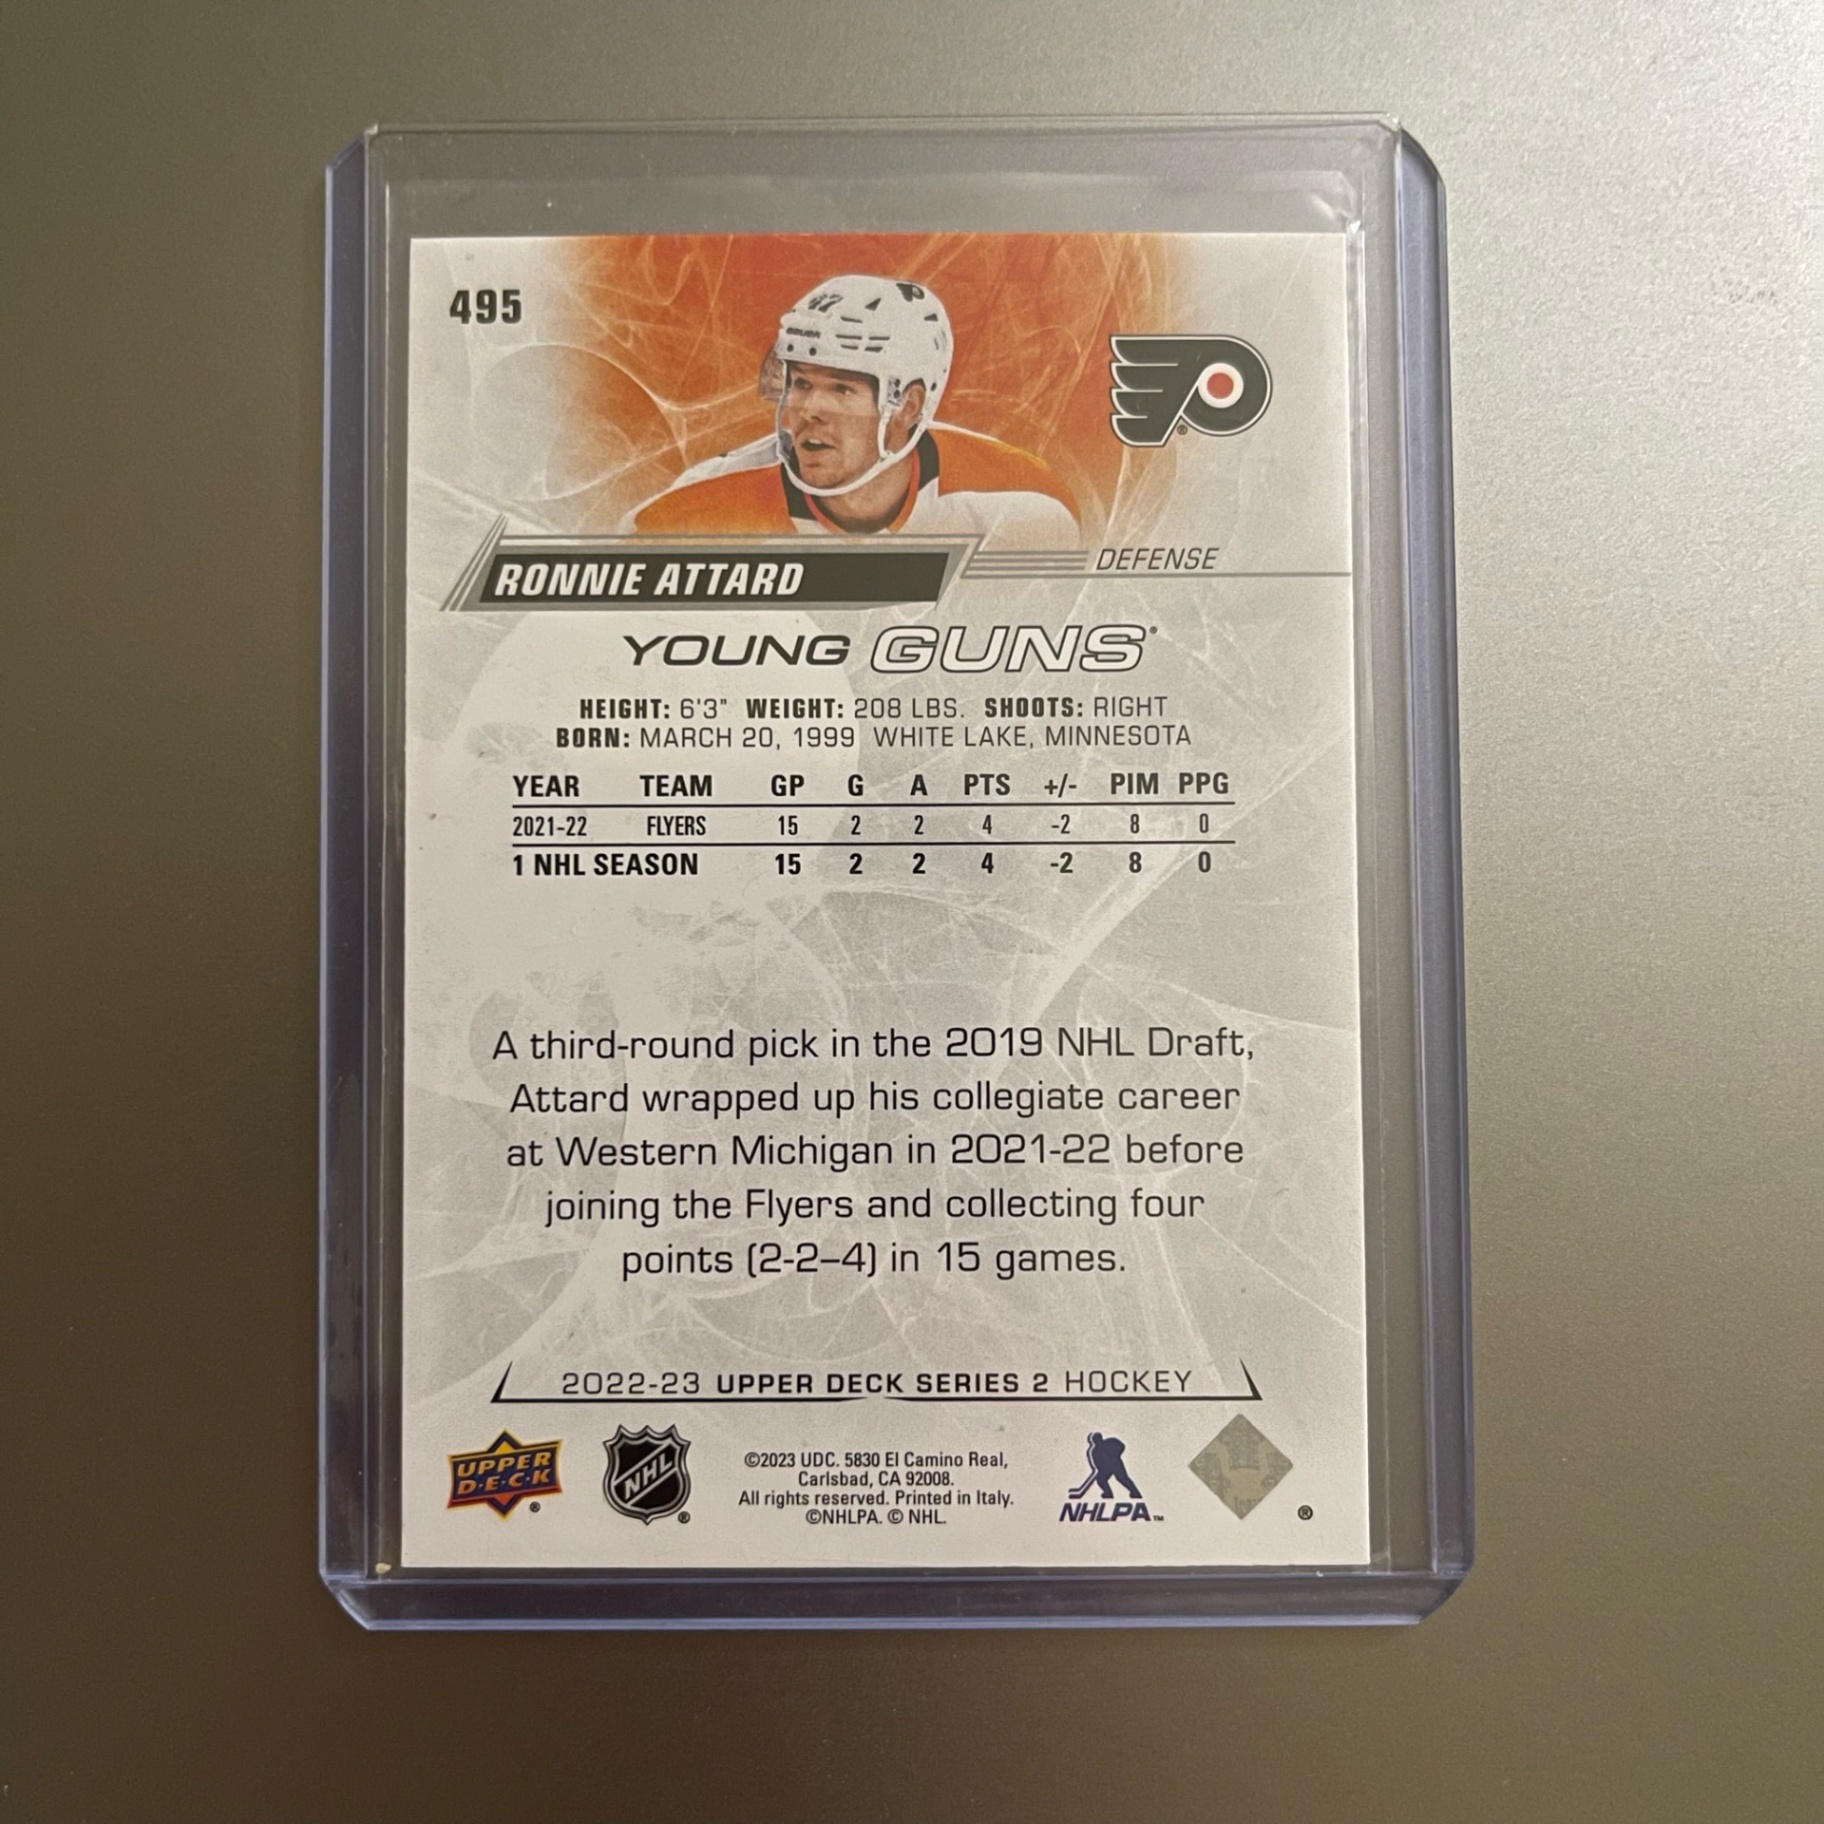 495
47
BAUER
RONNIE ATTARD
DEFENSE
YOUNG GUNS®
HEIGHT: 6'3" WEIGHT: 208 LBS. SHOOTS: RIGHT
BORN: MARCH 20, 1999 WHITE LAKE, MINNESOTA
YEAR TEAM GP G A PTS +/- PIM PPG
2021-22 FLYERS 15 2 2 4 -2 8 0
1 NHL SEASON 15 2 2 4 -2 8 0
A third-round pick in the 2019 NHL Draft,
Attard wrapped up his collegiate career
at Western Michigan in 2021-22 before
joining the Flyers and collecting four
points (2-2–4) in 15 games.
2022-23 UPPER DECK SERIES 2 HOCKEY
UPPER
D·E·C·K ®
NHL ®
©2023 UDC. 5830 El Camino Real,
Carlsbad, CA 92008.
All rights reserved. Printed in Italy.
©NHLPA. © NHL.
NHLPA™
®